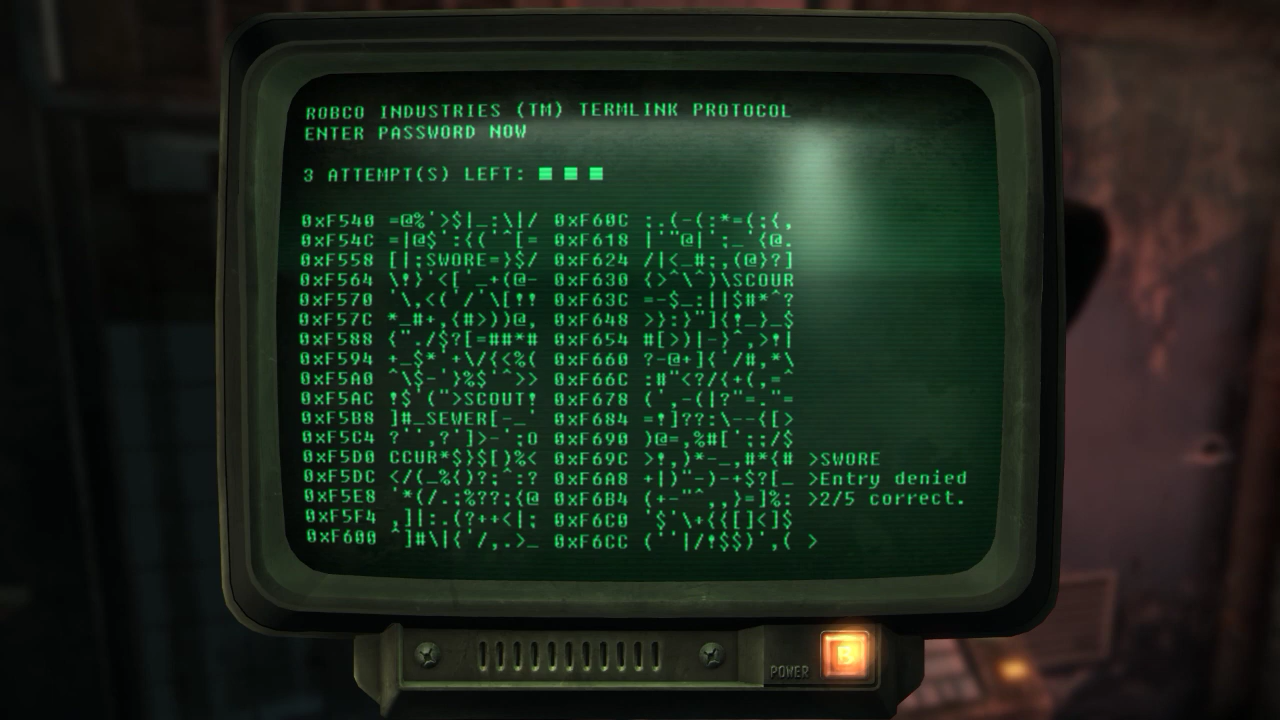 ROBCO INDUSTRIES (TM) TERMLINK PROTOCOL
ENTER PASSWORD NOW
3 ATTEMPT(S) LEFT: ■ ■ ■
0xF540 =@%'>$|_:\|/ 0xF60C ;.(-(:*=(;{,
0xF54C =|@$':{(`^[= 0xF618 |.¨@|';_`{@.
0xF558 [|;SWORE=}$/ 0xF624 /|<_#:,(@}?]
0xF564 \!}'<['_+(@- 0xF630 {>^\^)\SCOUR
0xF570 '\,<('/`\[!! 0xF63C =-$_:||$#*^?
0xF57C *_#+,{#>))@, 0xF648 >}:}"]{!_}_$
0xF588 {"./$?[=##*# 0xF654 #[>)|-}^,>!|
0xF594 +_$*'+\/{<%( 0xF660 ?-@+]{'/#,*\
0xF5A0 ^\$-'}%$'^>> 0xF66C :#"<?/{+(,=^
0xF5AC !$'(">SCOUT! 0xF678 (',-(|?"=."=
0xF5B8 ]#_SEWER[-_' 0xF684 =!]??:\--{[>
0xF5C4 ?'',?']>-';O 0xF690 )@=,%#[';:/$
0xF5D0 CCUR*$}$[)%< 0xF69C >!,}*-_,#*{# >SWORE
0xF5DC </(_%{)?;^:? 0xF6A8 +|)"-)-+$?[_ >Entry denied
0xF5E8 '*(/.:%??;{@ 0xF6B4 (+-"^,,}=]%: >2/5 correct.
0xF5F4 ,]|:.(?++<|; 0xF6C0 '$'\+{{[]<]$
0xF600 ^]#\|{'/,.>_ 0xF6CC (''|/!$$)',( >
POWER
B